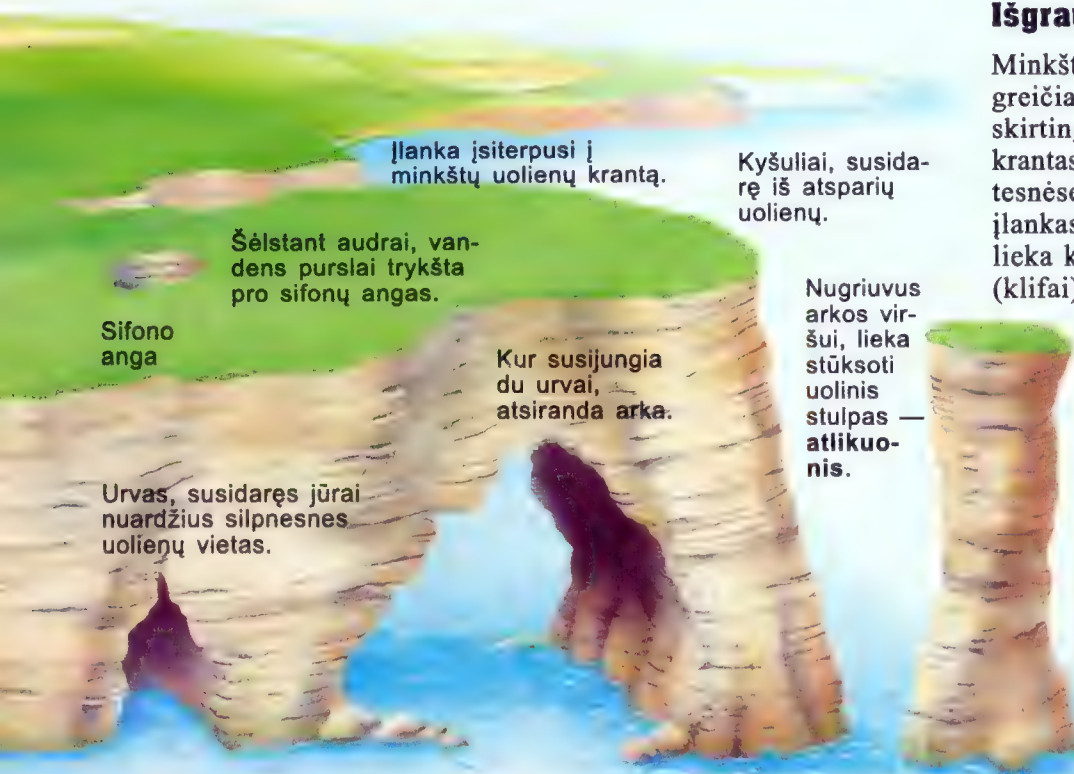 Įlanka įsiterpusi į
minkštų uolienų krantą.
Kyšuliai, susida-
rę iš atsparių
uolienų.
Šėlstant audrai, van-
dens purslai trykšta
pro sifonų angas.
Sifono
anga
Kur susijungia
du urvai,
atsiranda arka.
Nugriuvus
arkos vir-
šui, lieka
stūksoti
uolinis
stulpas —
atlikuo-
nis.
Urvas, susidaręs jūrai
nuardžius silpnesnes
uolienų vietas.
Išgrau
Minkšt
greičia
skirtin
krantas
tesnėse
įlankas
lieka k
(klifai)